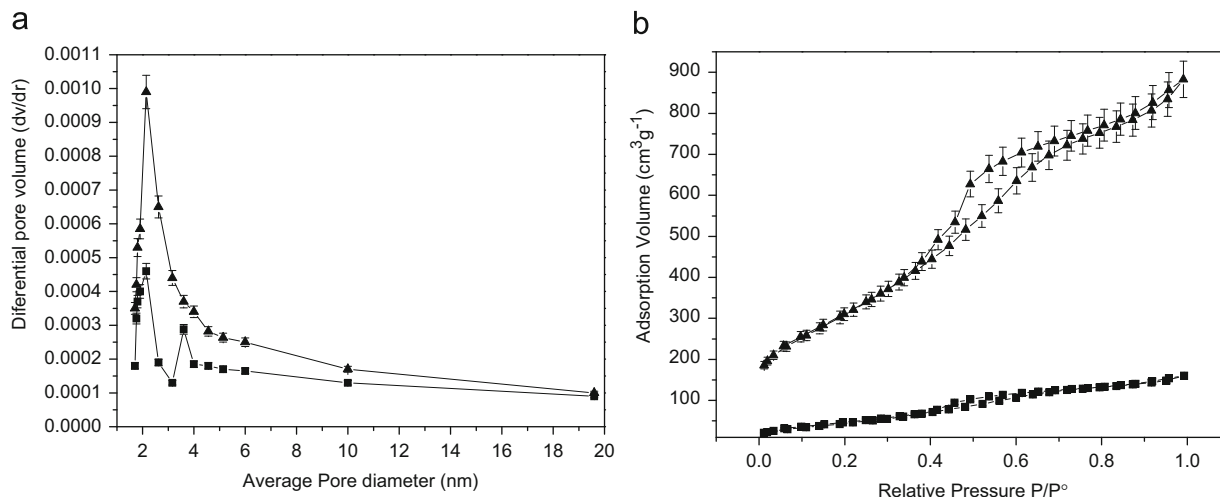 a
0.0011
0.0010
0.0009
0.0008
0.0007
0.0006
0.0005
0.0004
0.0003
0.0002
0.0001
0.0000
Diferential pore volume (dv/dr)
2 4 6 8 10 12 14 16 18 20
Average Pore diameter (nm)
b
900
800
700
600
500
400
300
200
100
Adsorption Volume (cm³g⁻¹)
0.0 0.2 0.4 0.6 0.8 1.0
Relative Pressure P/P°